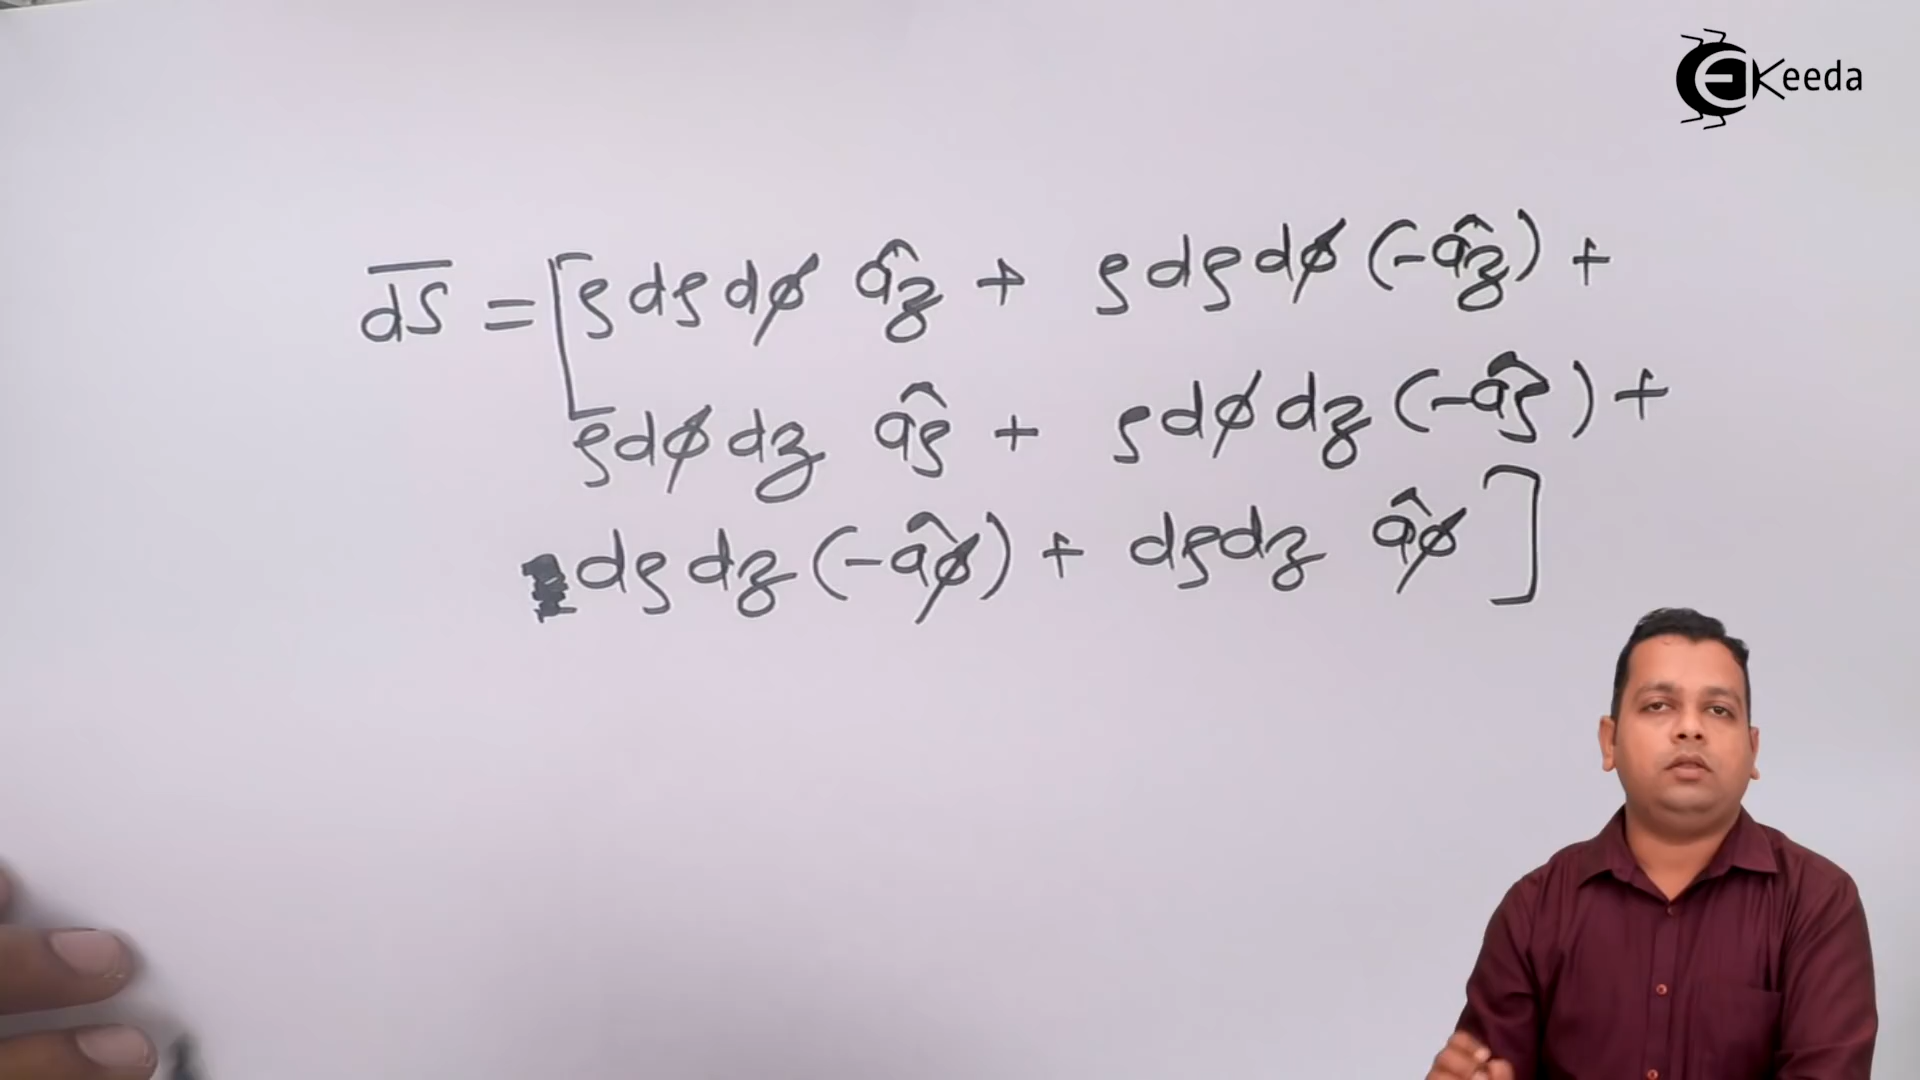 EKeeda
d̅s̅ = [ρ dρ dϕ âz + ρ dρ dϕ (-âz) +
ρ dϕ dz âρ + ρ dϕ dz (-âρ) +
dρ dz (-âϕ) + dρ dz âϕ ]